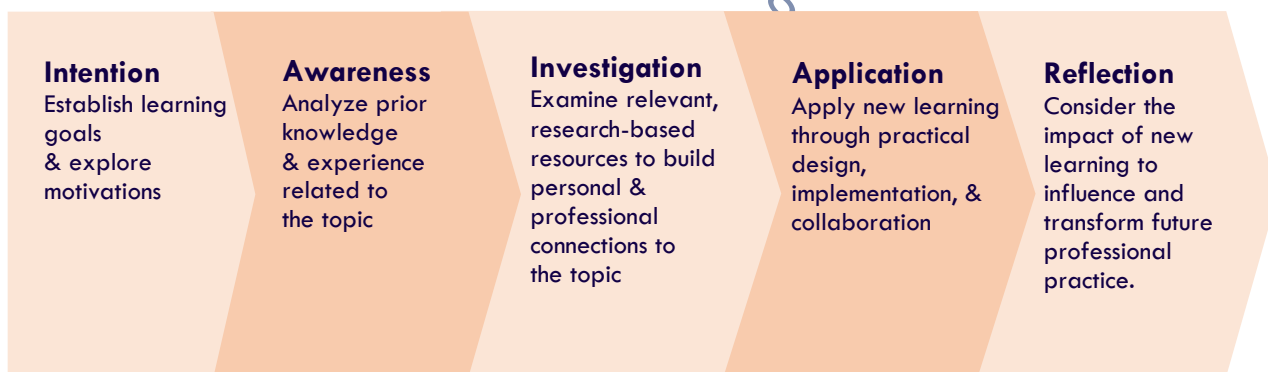 Intention
Establish learning
goals
& explore
motivations
Awareness
Analyze prior
knowledge
& experience
related to
the topic
Investigation
Examine relevant,
research-based
resources to build
personal &
professional
connections to
the topic
Application
Apply new learning
through practical
design,
implementation, &
collaboration
Reflection
Consider the
impact of new
learning to
influence and
transform future
professional
practice.